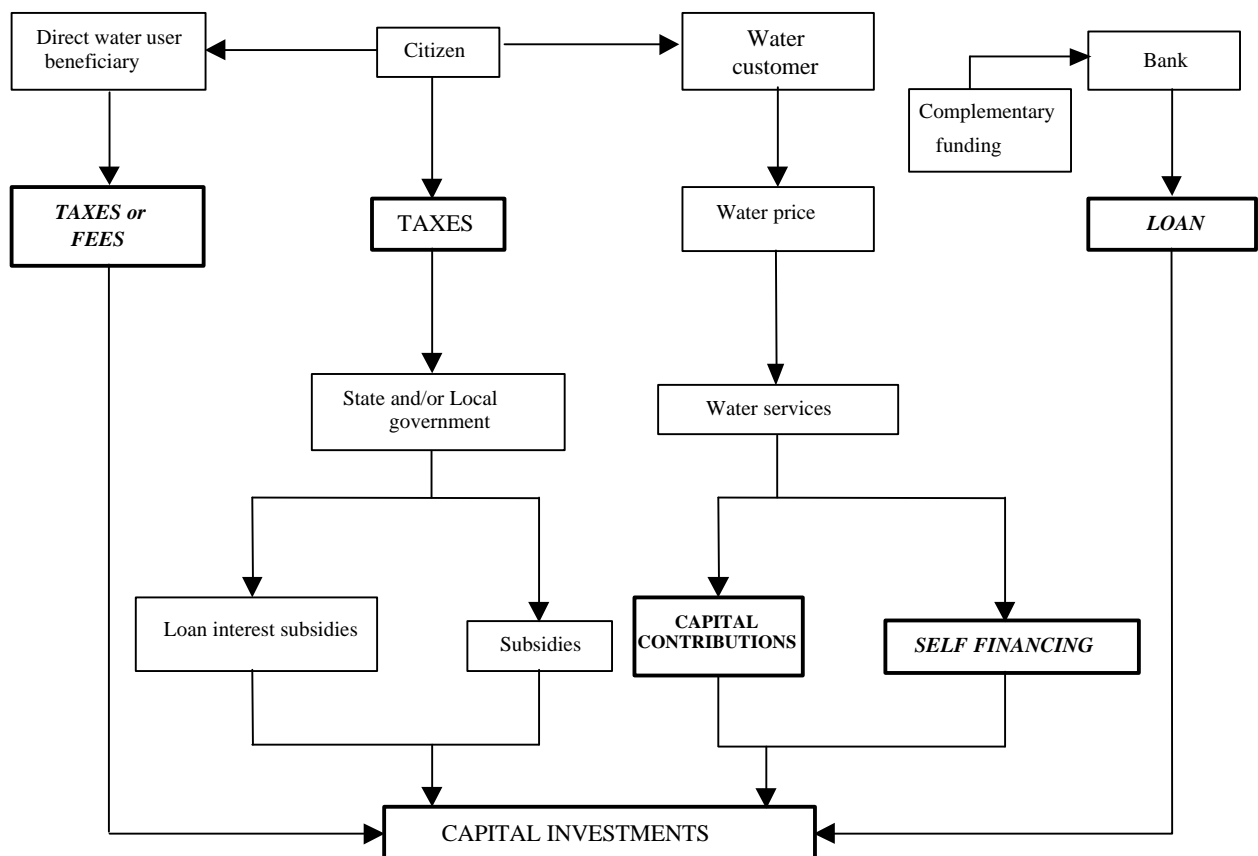 Direct water user
beneficiary
Citizen
Water
customer
Bank
Complementary
funding
TAXES or
FEES
TAXES
Water price
LOAN
State and/or Local
government
Water services
Loan interest subsidies
Subsidies
CAPITAL
CONTRIBUTIONS
SELF FINANCING
CAPITAL INVESTMENTS